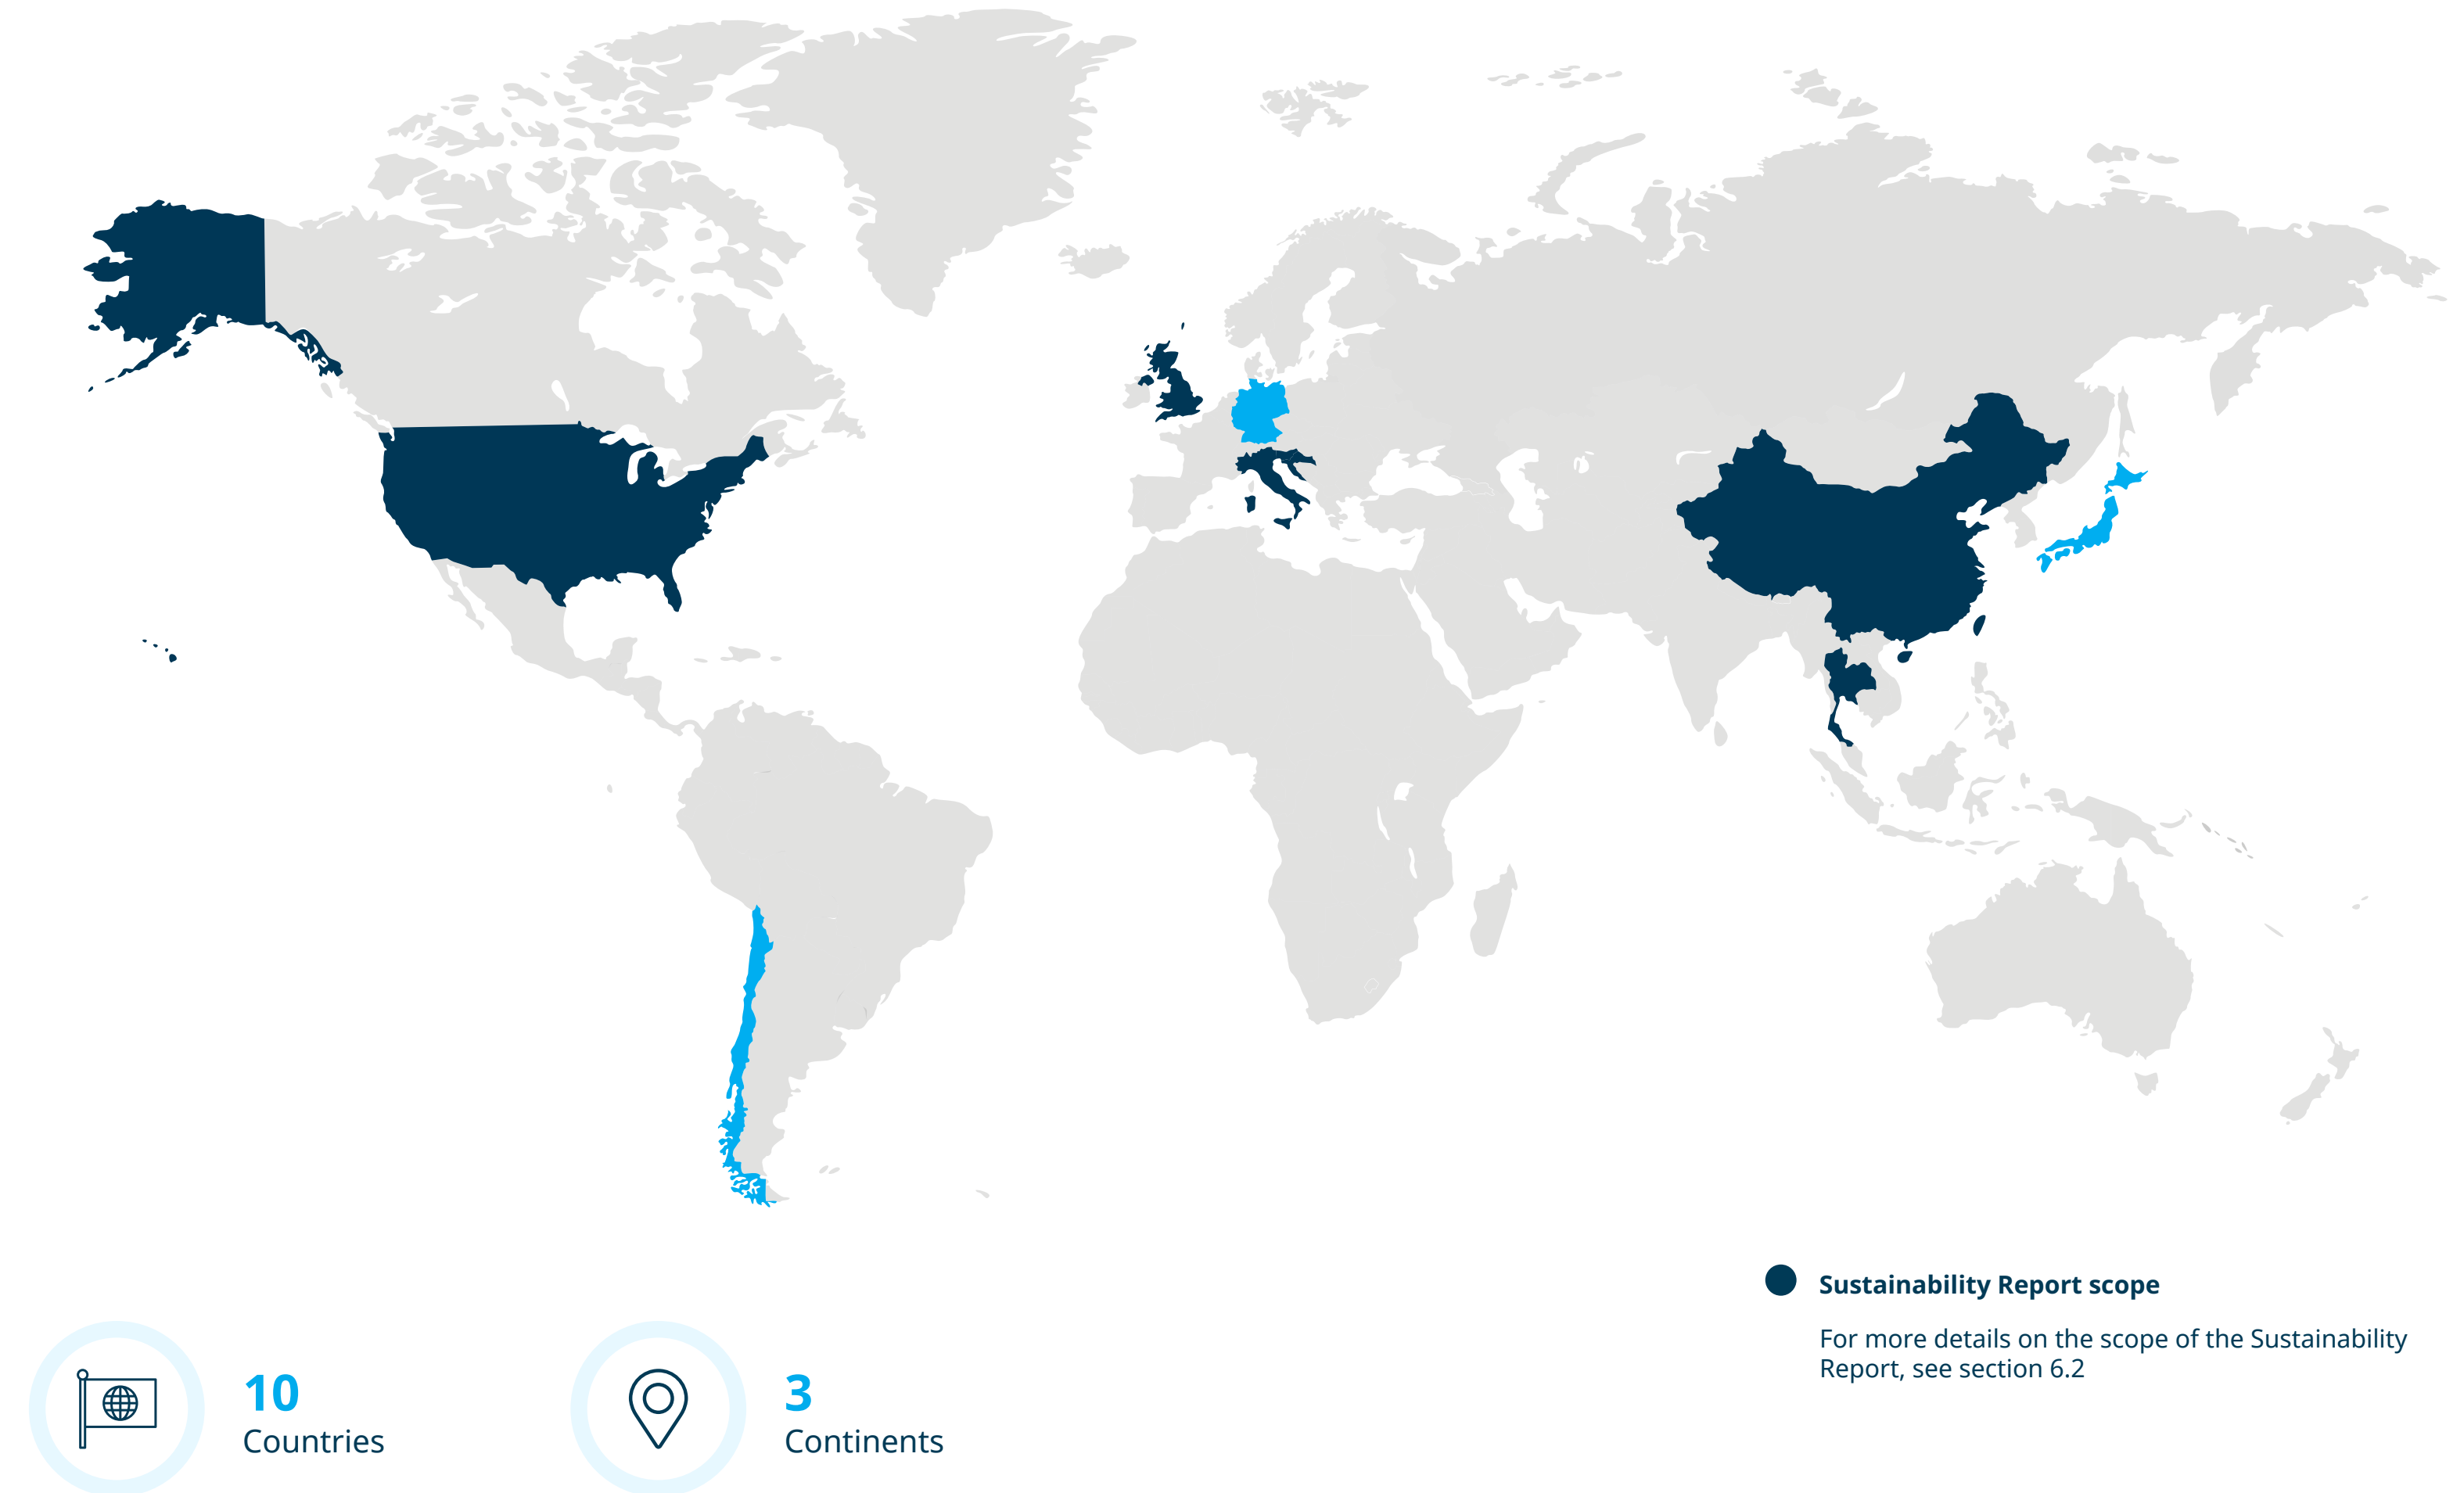 Sustainability Report scope
For more details on the scope of the Sustainability
Report, see section 6.2
10
Countries
3
Continents